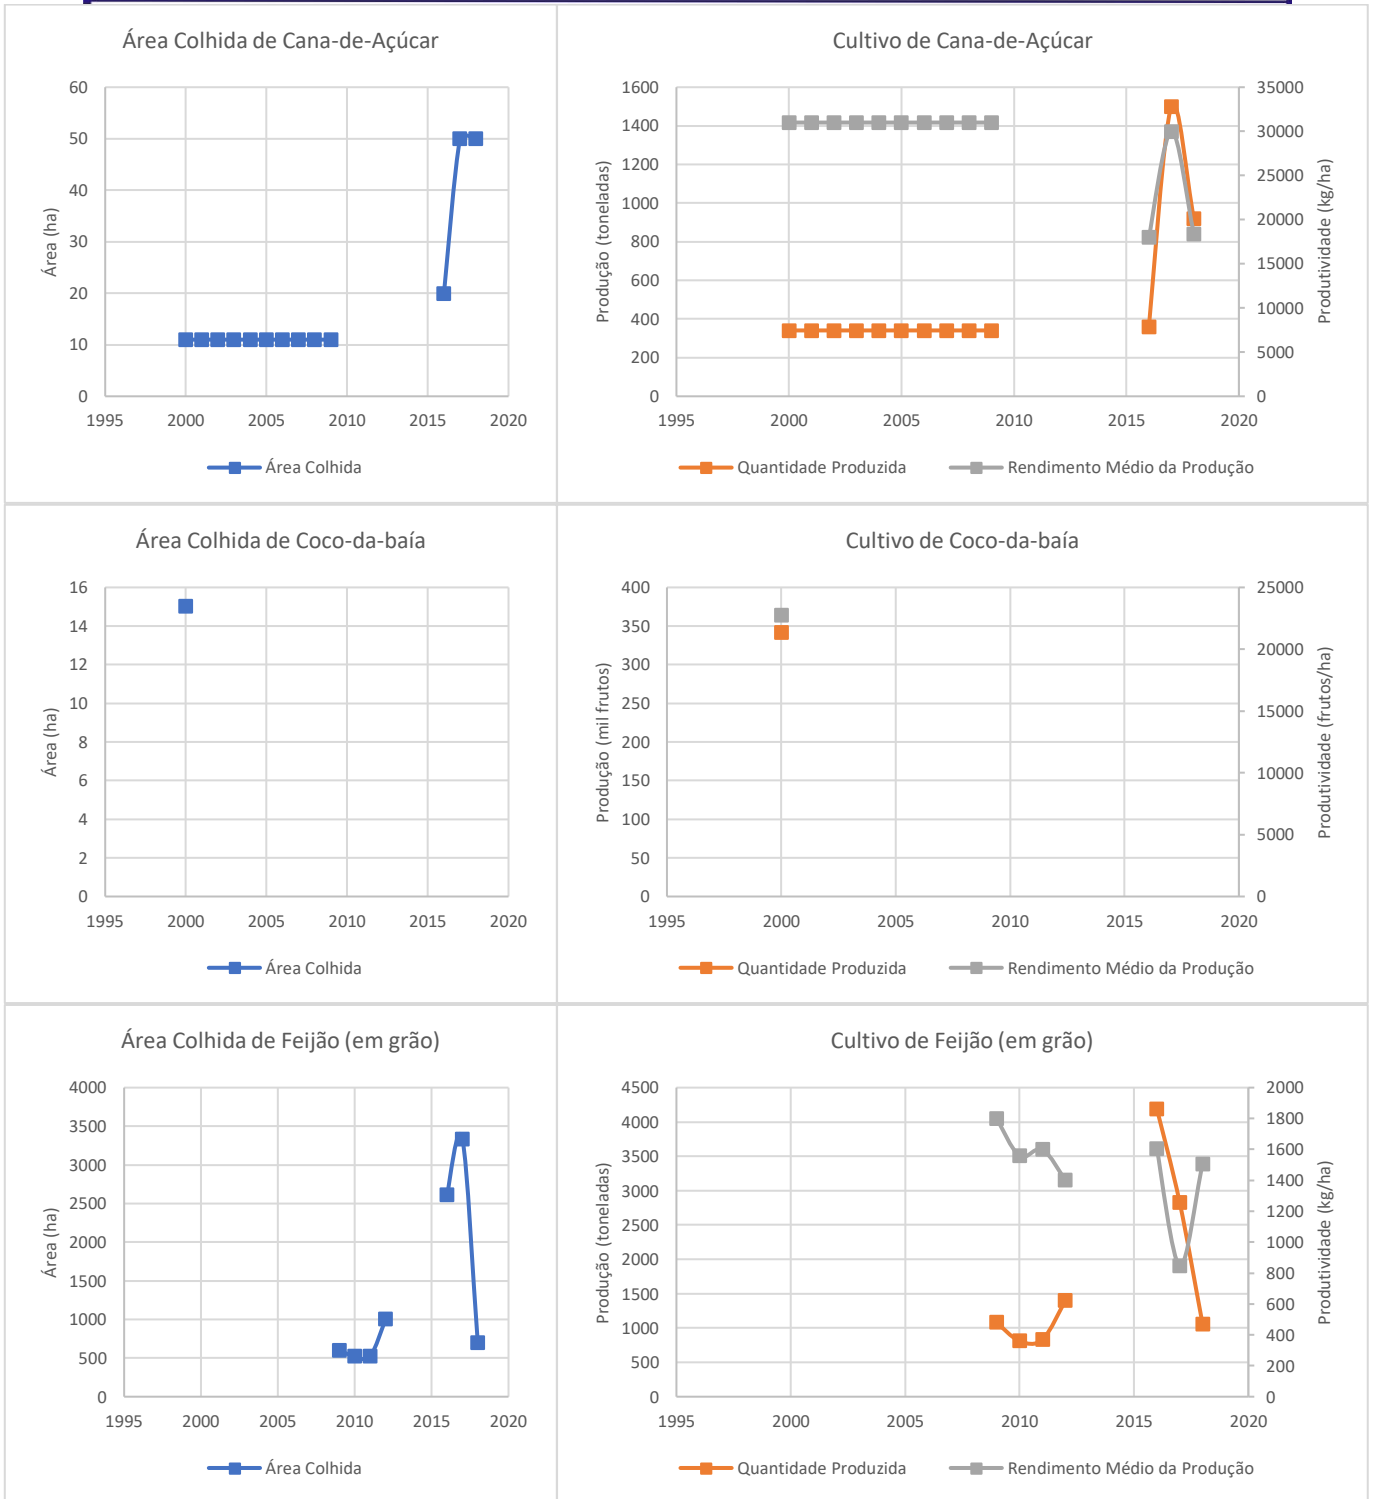 Área Colhida de Cana-de-Açúcar
60
50
40
30
20
10
0
Área (ha)
1995 2000 2005 2010 2015 2020
Área Colhida
Cultivo de Cana-de-Açúcar
1600
1400
1200
1000
800
600
400
200
0
Produção (toneladas)
35000
30000
25000
20000
15000
10000
5000
0
Produtividade (kg/ha)
1995 2000 2005 2010 2015 2020
Quantidade Produzida Rendimento Médio da Produção
Área Colhida de Coco-da-baía
16
14
12
10
8
6
4
2
0
Área (ha)
1995 2000 2005 2010 2015 2020
Área Colhida
Cultivo de Coco-da-baía
400
350
300
250
200
150
100
50
0
Produção (mil frutos)
25000
20000
15000
10000
5000
0
Produtividade (frutos/ha)
1995 2000 2005 2010 2015 2020
Quantidade Produzida Rendimento Médio da Produção
Área Colhida de Feijão (em grão)
4000
3500
3000
2500
2000
1500
1000
500
0
Área (ha)
1995 2000 2005 2010 2015 2020
Área Colhida
Cultivo de Feijão (em grão)
4500
4000
3500
3000
2500
2000
1500
1000
500
0
Produção (toneladas)
2000
1800
1600
1400
1200
1000
800
600
400
200
0
Produtividade (kg/ha)
1995 2000 2005 2010 2015 2020
Quantidade Produzida Rendimento Médio da Produção